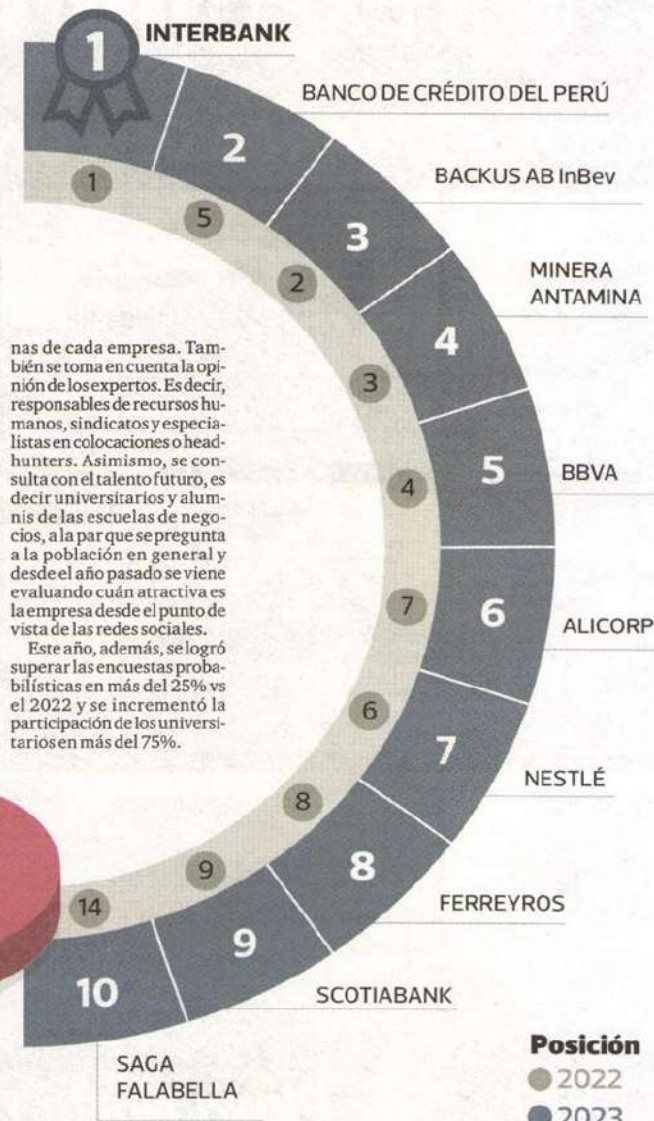 1
INTERBANK
BANCO DE CRÉDITO DEL PERÚ
2
1
5
BACKUS AB InBev
3
2
MINERA
ANTAMINA
4
3
nas de cada empresa. Tam-
bién se toma en cuenta la opi-
nión de los expertos. Es decir,
responsables de recursos hu-
manos, sindicatos y especia-
listas en colocaciones o head-
hunters. Asimismo, se con-
sulta con el talento futuro, es
decir universitarios y alum-
nis de las escuelas de nego-
cios, a la par que se pregunta
a la población en general y
desde el año pasado se viene
evaluando cuán atractiva es
la empresa desde el punto de
vista de las redes sociales.
Este año, además, se logró
superar las encuestas proba-
bilísticas en más del 25% vs
el 2022 y se incrementó la
participación de los universi-
tarios en más del 75%.
5
4
BBVA
6
7
ALICORP
7
6
NESTLÉ
8
8
FERREYROS
9
9
SCOTIABANK
10
14
SAGA
FALABELLA
Posición
2022
2023